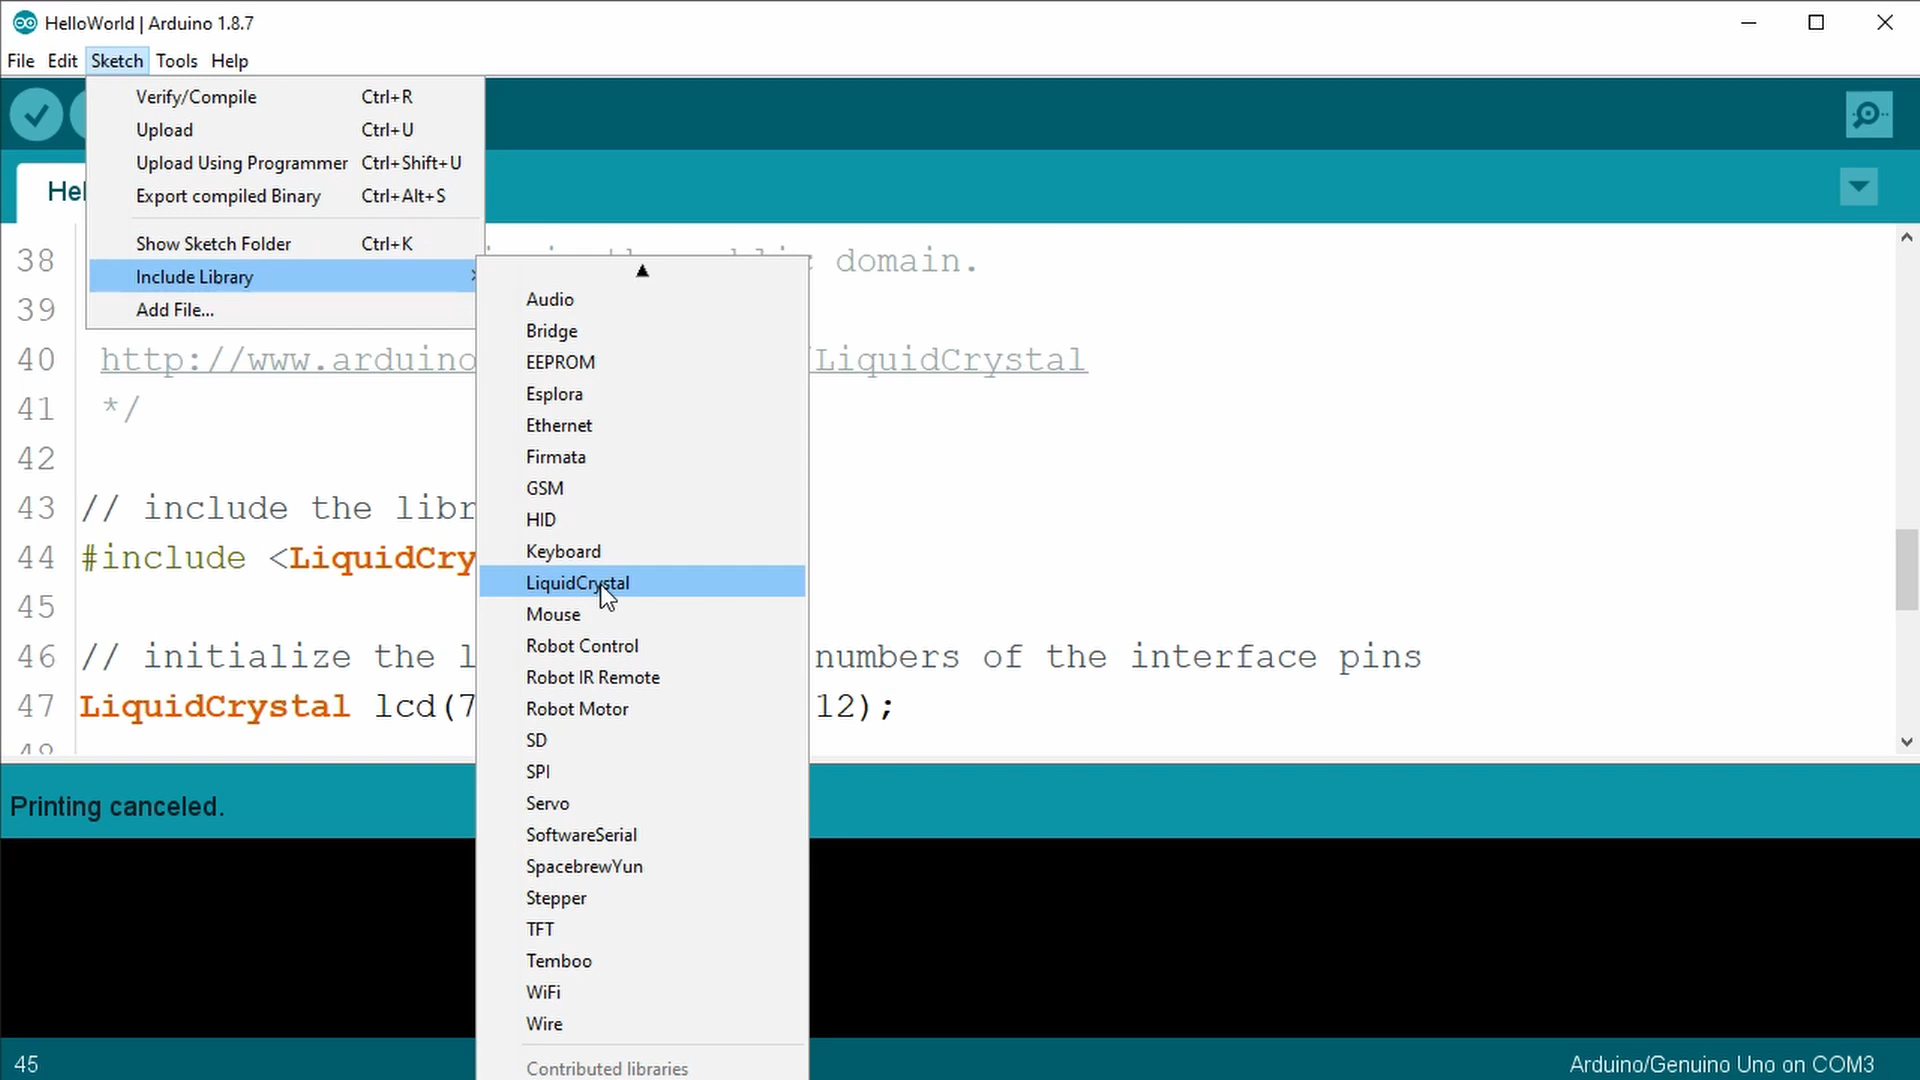 HelloWorld | Arduino 1.8.7
File Edit Sketch Tools Help
Verify/Compile Ctrl+R
Upload Ctrl+U
Upload Using Programmer Ctrl+Shift+U
Export compiled Binary Ctrl+Alt+S
Show Sketch Folder Ctrl+K
Include Library
Add File...
Hel
Audio
Bridge
EEPROM
Esplora
Ethernet
Firmata
GSM
HID
Keyboard
LiquidCrystal
Mouse
Robot Control
Robot IR Remote
Robot Motor
SD
SPI
Servo
SoftwareSerial
SpacebrewYun
Stepper
TFT
Temboo
WiFi
Wire
Contributed libraries
38 domain.
39
40 http://www.arduino /LiquidCrystal
41 */
42
43 // include the libr
44 #include <LiquidCry
45
46 // initialize the l numbers of the interface pins
47 LiquidCrystal lcd(7 12);
Printing canceled.
45
Arduino/Genuino Uno on COM3